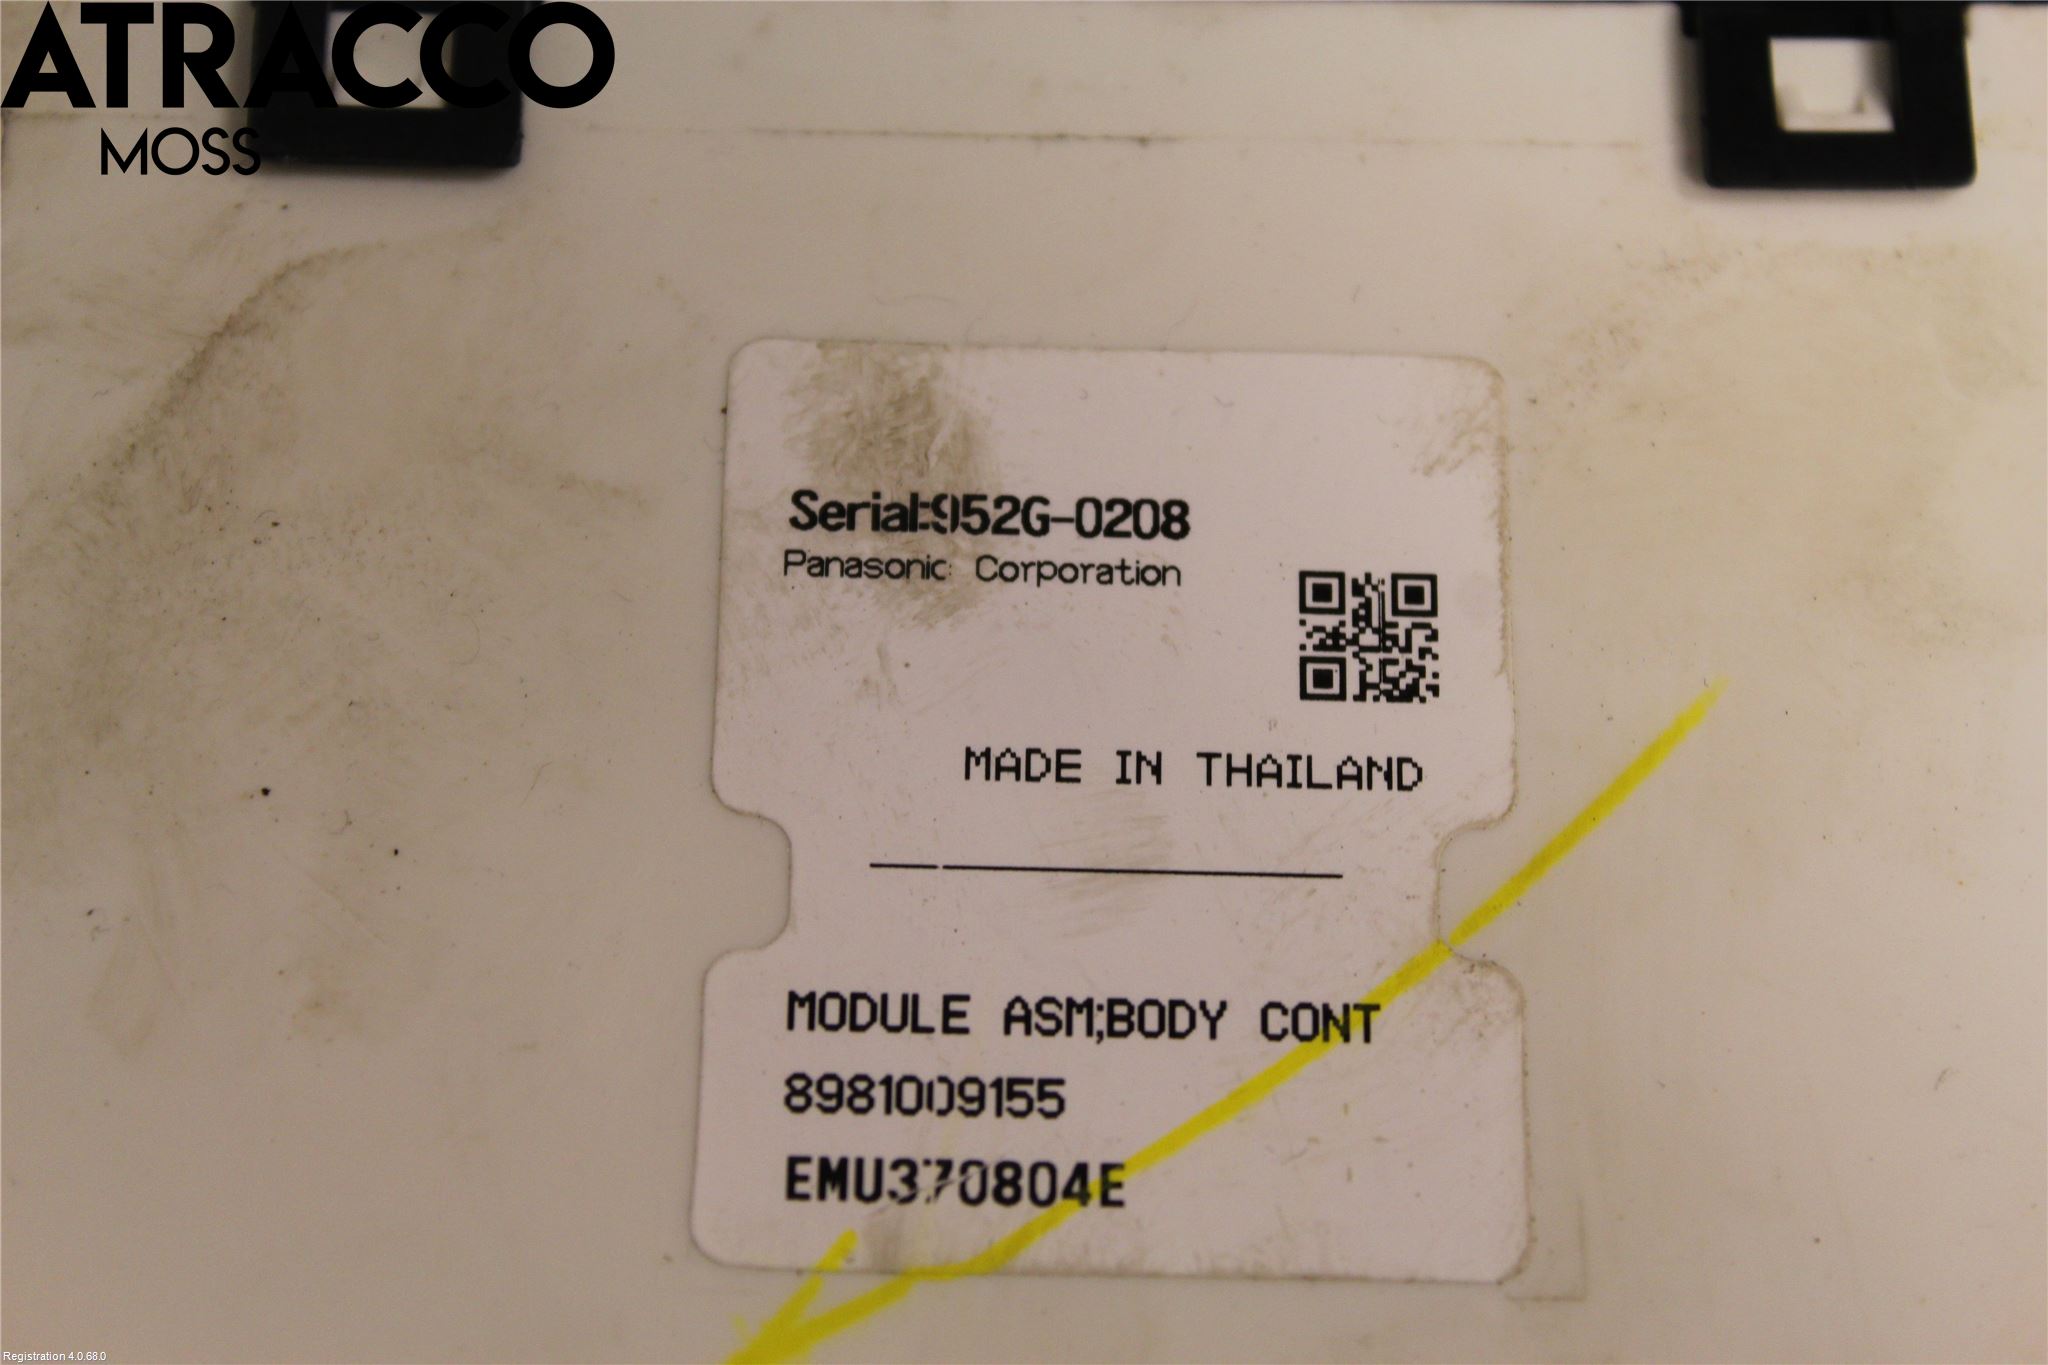 ATRACCO
MOSS
Serial:952G-0208
Panasonic Corporation
MADE IN THAILAND
MODULE ASM;BODY CONT
8981009155
EMU370804E
Registration 4.0.68.0